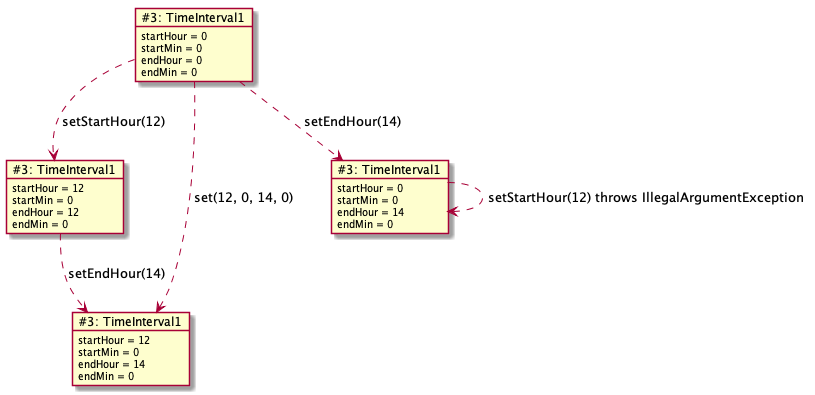 #3: TimeInterval1
startHour = 0
startMin = 0
endHour = 0
endMin = 0
setStartHour(12)
setEndHour(14)
#3: TimeInterval1
startHour = 12
startMin = 0
endHour = 12
endMin = 0
set(12, 0, 14, 0)
#3: TimeInterval1
startHour = 0
startMin = 0
endHour = 14
endMin = 0
setStartHour(12) throws IllegalArgumentException
setEndHour(14)
#3: TimeInterval1
startHour = 12
startMin = 0
endHour = 14
endMin = 0